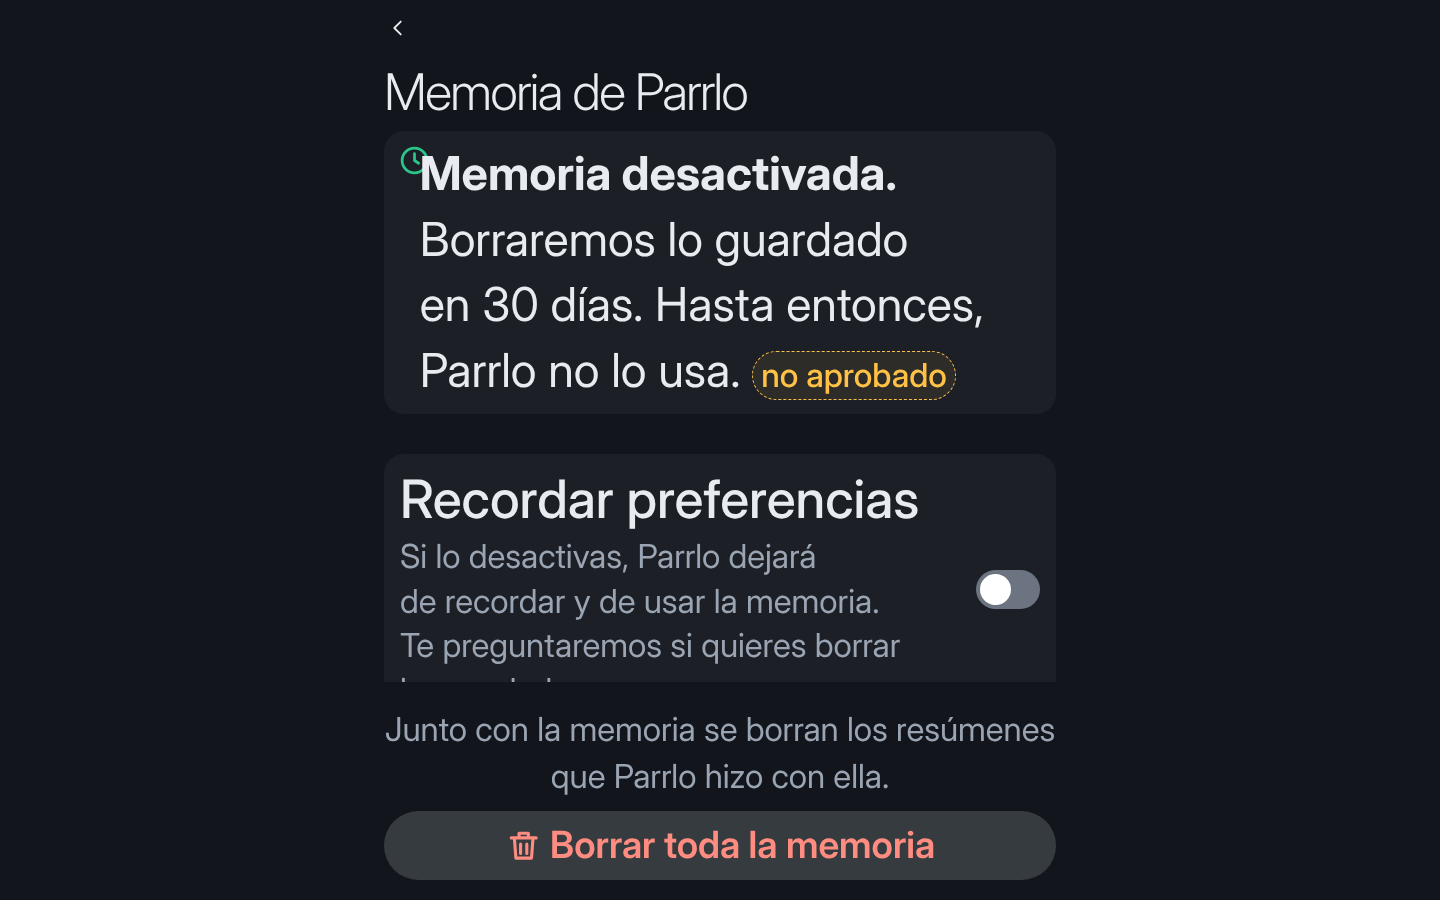 Memoria de Parrlo
Memoria desactivada.
Borraremos lo guardado
en 30 días. Hasta entonces,
Parrlo no lo usa. no aprobado
Recordar preferencias
Si lo desactivas, Parrlo dejará
de recordar y de usar la memoria.
Te preguntaremos si quieres borrar
Junto con la memoria se borran los resúmenes
que Parrlo hizo con ella.
Borrar toda la memoria